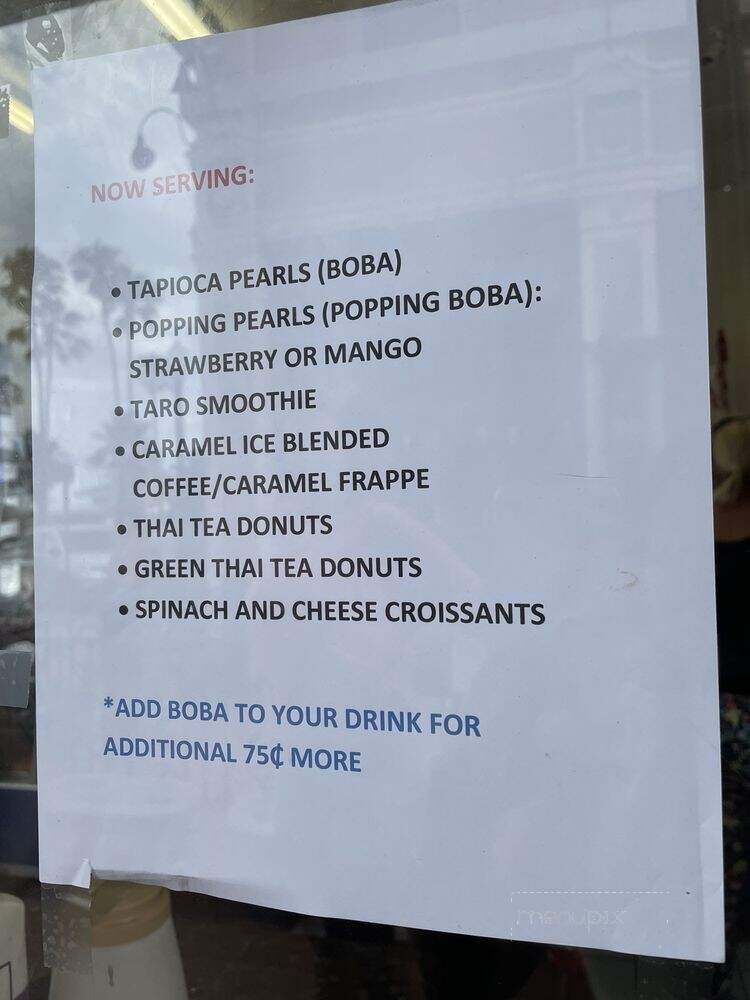 NOW SERVING:
• TAPIOCA PEARLS (BOBA)
• POPPING PEARLS (POPPING BOBA):
STRAWBERRY OR MANGO
• TARO SMOOTHIE
• CARAMEL ICE BLENDED
COFFEE/CARAMEL FRAPPE
• THAI TEA DONUTS
• GREEN THAI TEA DONUTS
• SPINACH AND CHEESE CROISSANTS
*ADD BOBA TO YOUR DRINK FOR
ADDITIONAL 75¢ MORE
menupix